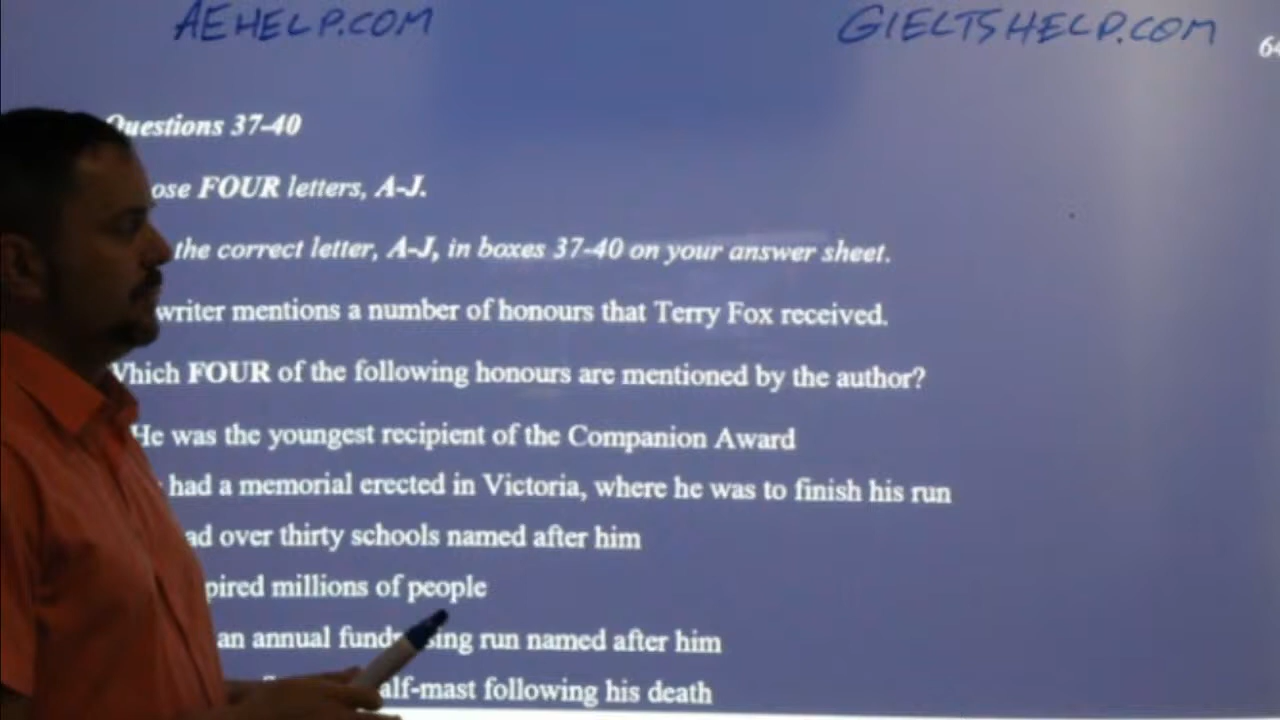 AEHELP.COM GIELTSHELP.COM
64
Questions 37-40
ose FOUR letters, A-J.
the correct letter, A-J, in boxes 37-40 on your answer sheet.
writer mentions a number of honours that Terry Fox received.
Which FOUR of the following honours are mentioned by the author?
He was the youngest recipient of the Companion Award
had a memorial erected in Victoria, where he was to finish his run
ad over thirty schools named after him
pired millions of people
an annual fund sing run named after him
alf-mast following his death